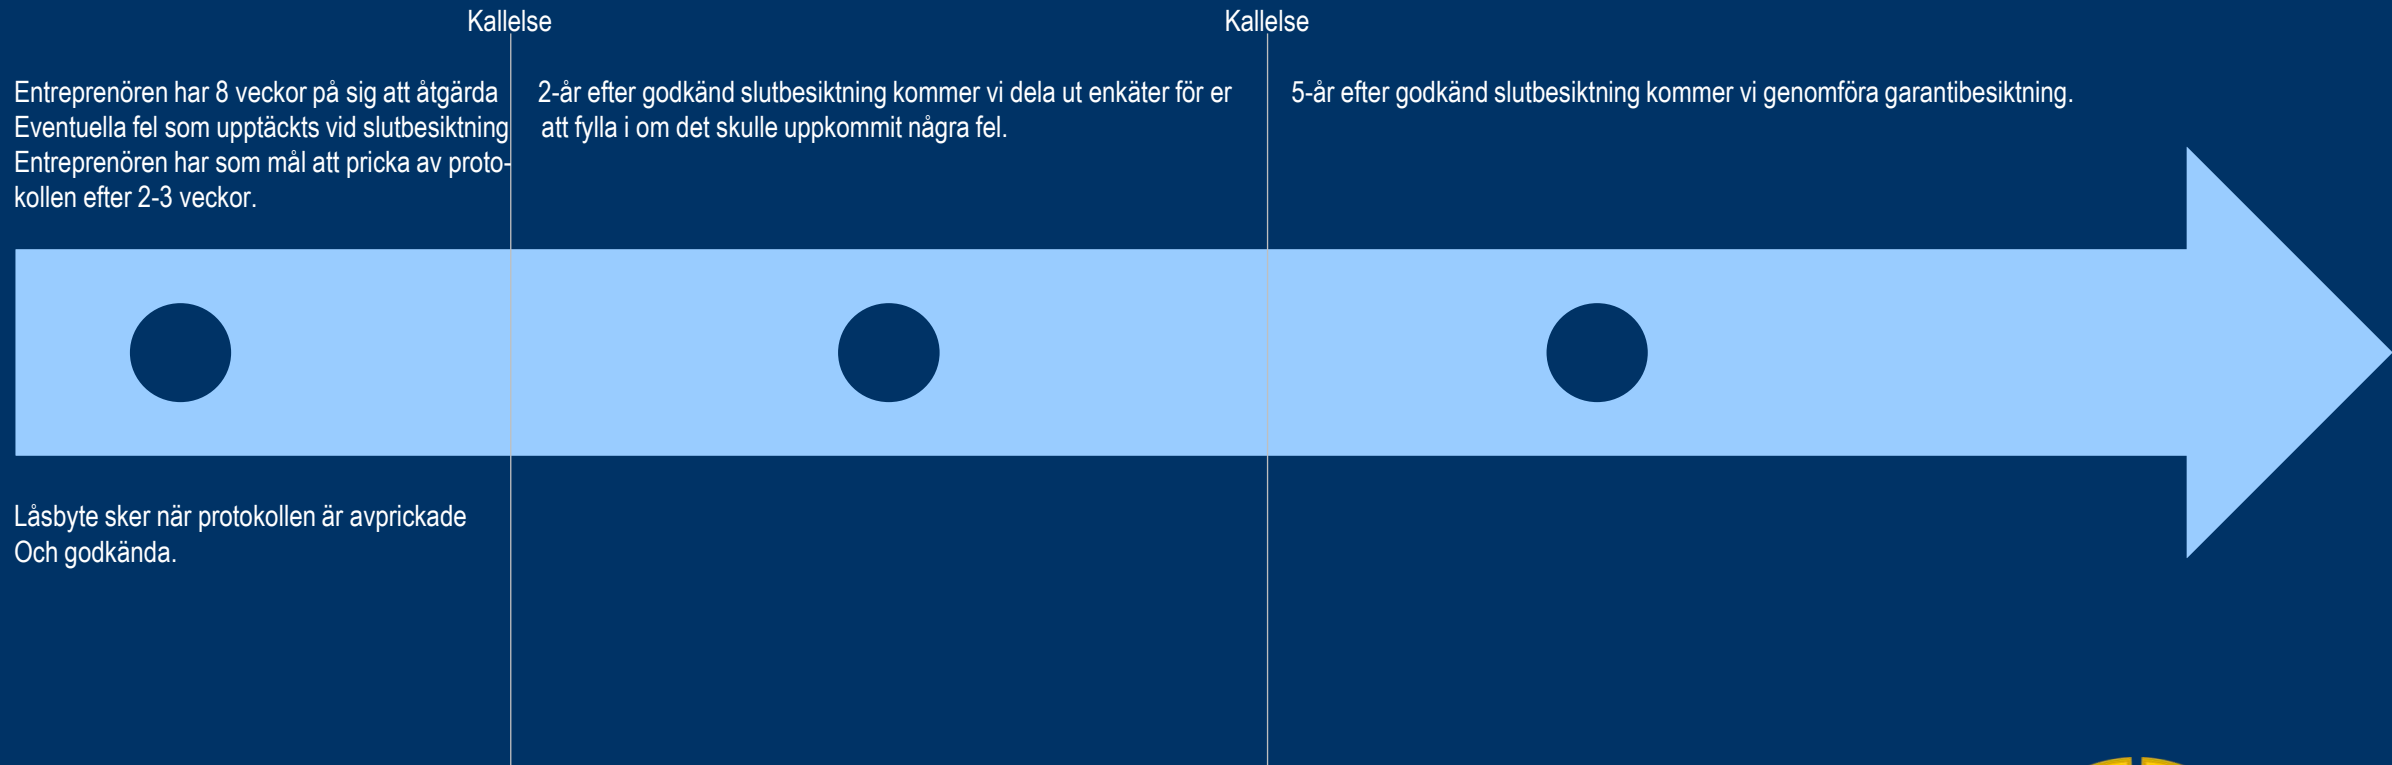 Kallelse
Kallelse
Entreprenören har 8 veckor på sig att åtgärda
Eventuella fel som upptäckts vid slutbesiktning
Entreprenören har som mål att pricka av proto-
kollen efter 2-3 veckor.
2-år efter godkänd slutbesiktning kommer vi dela ut enkäter för er
att fylla i om det skulle uppkommit några fel.
5-år efter godkänd slutbesiktning kommer vi genomföra garantibesiktning.
Låsbyte sker när protokollen är avprickade
Och godkända.